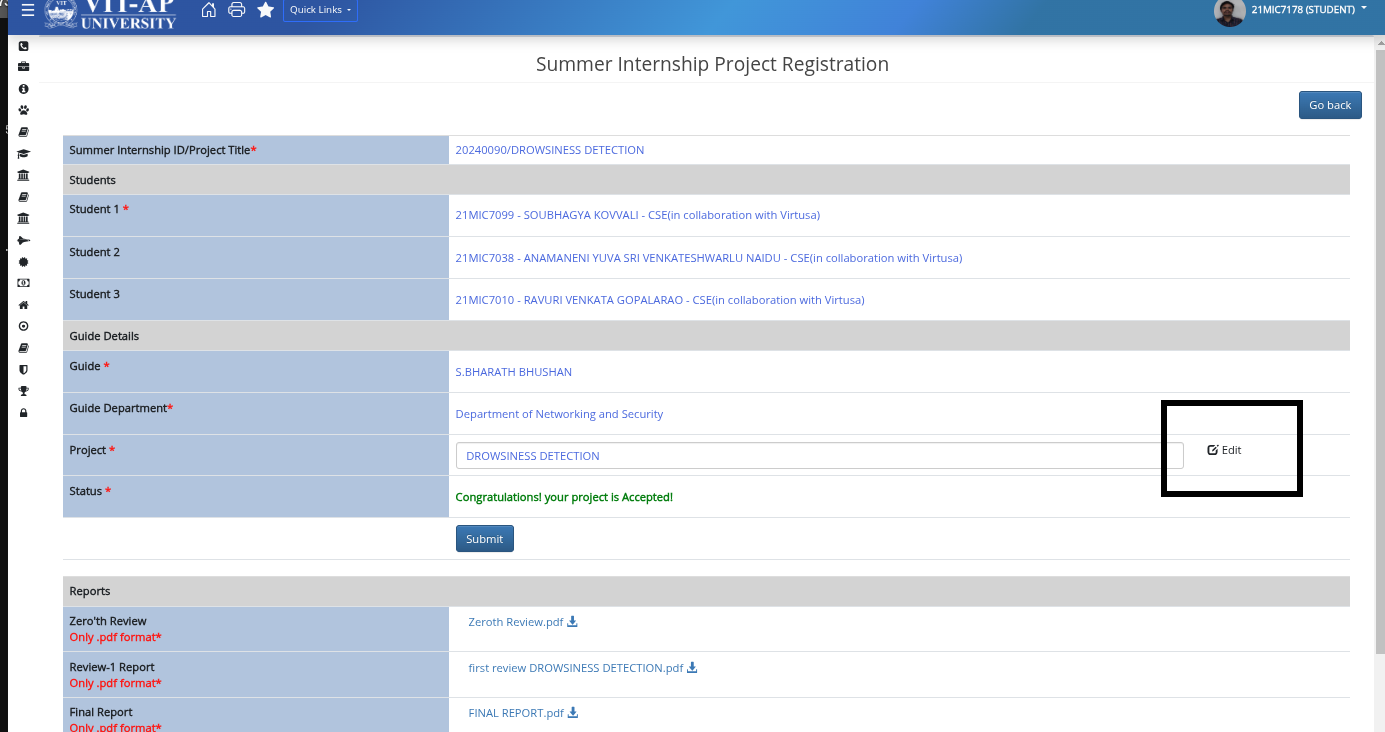 VIT-AP
UNIVERSITY
VIT
Quick Links
21MIC7178 (STUDENT)
Summer Internship Project Registration
Go back
Summer Internship ID/Project Title* 20240090/DROWSINESS DETECTION
Students
Student 1 * 21MIC7099 - SOUBHAGYA KOVVALI - CSE(in collaboration with Virtusa)
Student 2 21MIC7038 - ANAMANENI YUVA SRI VENKATESHWARLU NAIDU - CSE(in collaboration with Virtusa)
Student 3 21MIC7010 - RAVURI VENKATA GOPALARAO - CSE(in collaboration with Virtusa)
Guide Details
Guide * S.BHARATH BHUSHAN
Guide Department* Department of Networking and Security
Project * DROWSINESS DETECTION Edit
Status * Congratulations! your project is Accepted!
Submit
Reports
Zero'th Review Zeroth Review.pdf
Only .pdf format*
Review-1 Report first review DROWSINESS DETECTION.pdf
Only .pdf format*
Final Report FINAL REPORT.pdf
Only .pdf format*